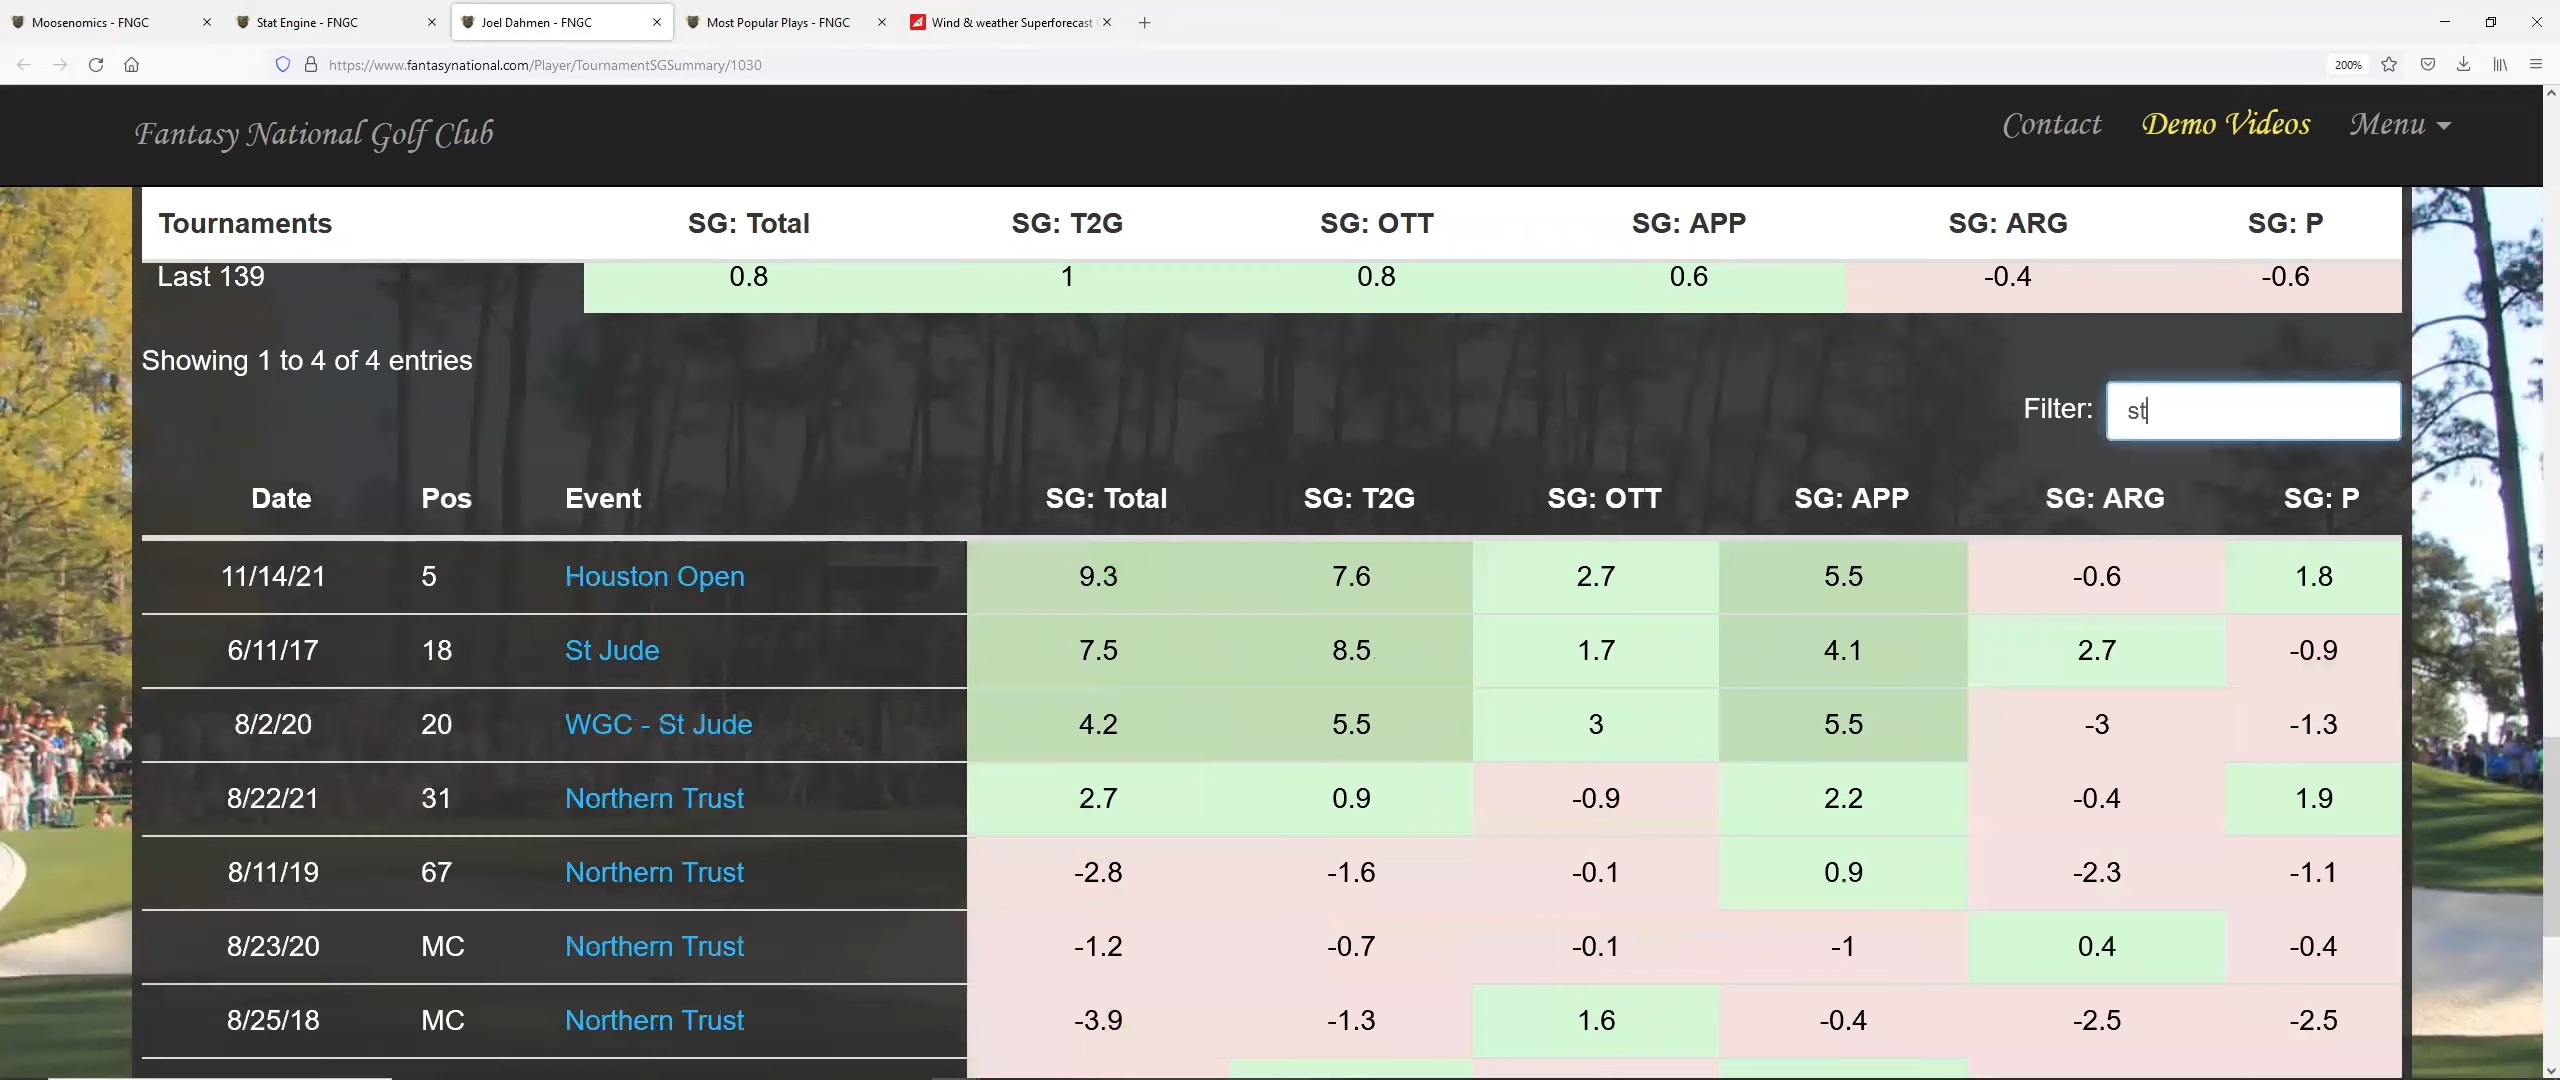 Moosenomics - FNGC
Stat Engine - FNGC
Joel Dahmen - FNGC
Most Popular Plays - FNGC
Wind & weather Superforecast
https://www.fantasynational.com/Player/TournamentSGSummary/1030
200%
Fantasy National Golf Club
Contact Demo Videos Menu
Tournaments SG: Total SG: T2G SG: OTT SG: APP SG: ARG SG: P
Last 139 0.8 1 0.8 0.6 -0.4 -0.6
Showing 1 to 4 of 4 entries
Filter: st
Date Pos Event SG: Total SG: T2G SG: OTT SG: APP SG: ARG SG: P
11/14/21 5 Houston Open 9.3 7.6 2.7 5.5 -0.6 1.8
6/11/17 18 St Jude 7.5 8.5 1.7 4.1 2.7 -0.9
8/2/20 20 WGC - St Jude 4.2 5.5 3 5.5 -3 -1.3
8/22/21 31 Northern Trust 2.7 0.9 -0.9 2.2 -0.4 1.9
8/11/19 67 Northern Trust -2.8 -1.6 -0.1 0.9 -2.3 -1.1
8/23/20 MC Northern Trust -1.2 -0.7 -0.1 -1 0.4 -0.4
8/25/18 MC Northern Trust -3.9 -1.3 1.6 -0.4 -2.5 -2.5